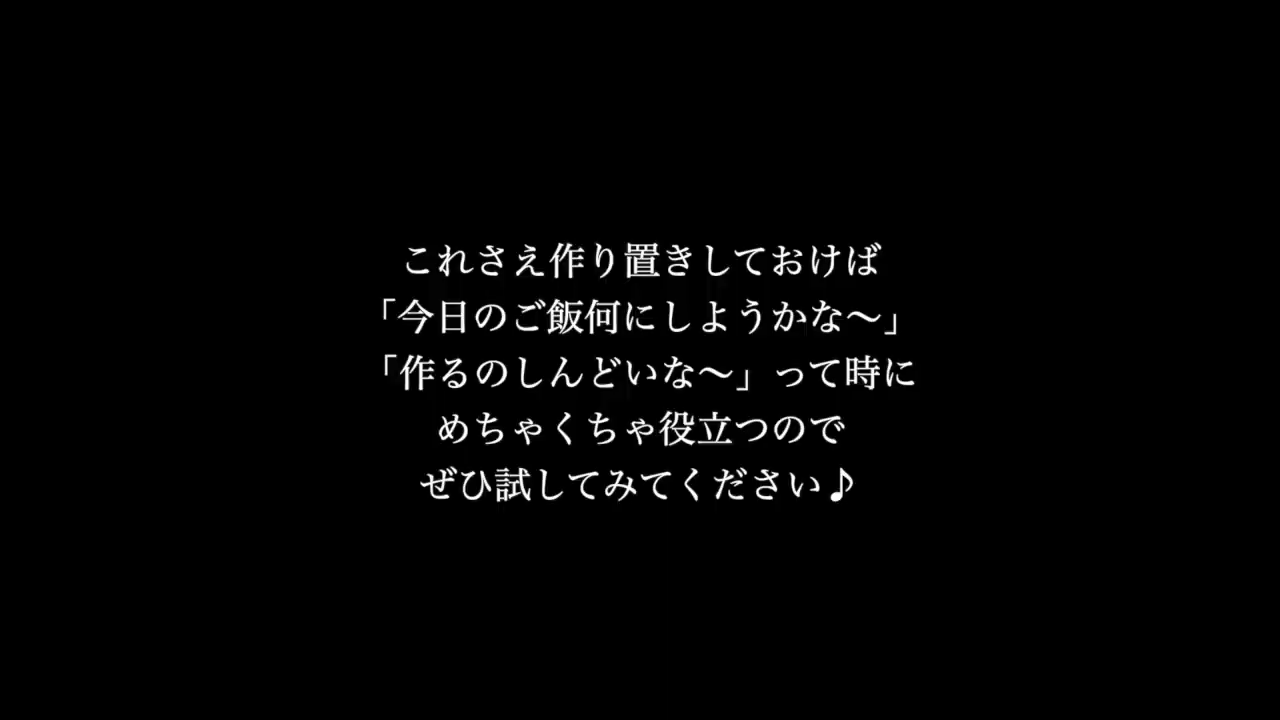 これさえ作り置きしておけば
「今日のご飯何にしようかな〜」
「作るのしんどいな〜」って時に
めちゃくちゃ役立つので
ぜひ試してみてください♪